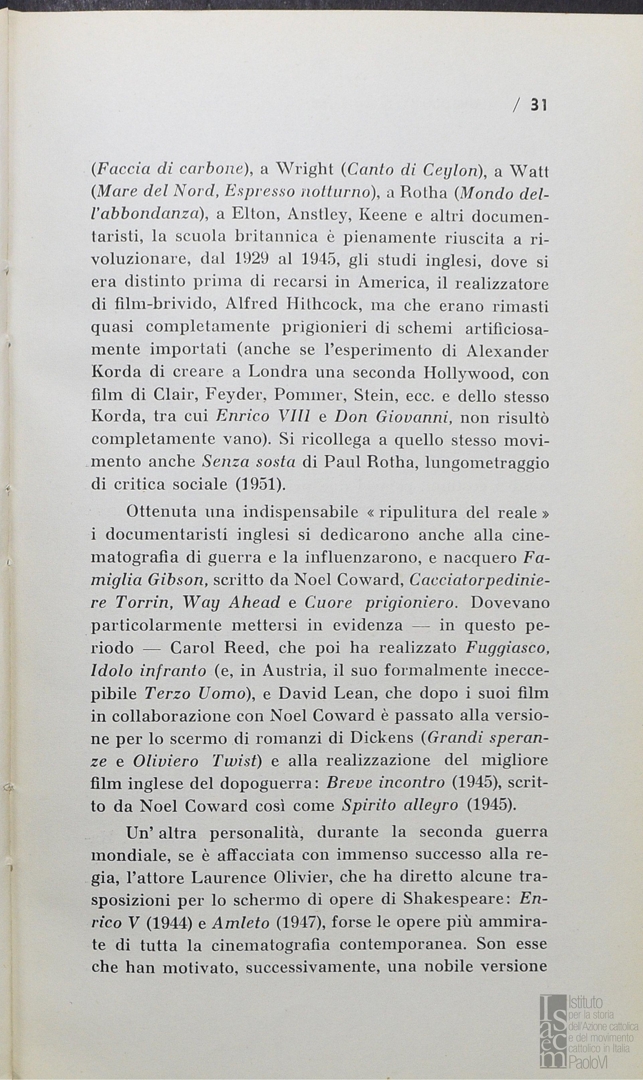 / 31
(Faccia di carbone), a Wright (Canto di Ceylon), a Watt
(Mare del Nord, Espresso notturno), a Rotha (Mondo del-
l'abbondanza), a Elton, Anstley, Keene e altri documen-
taristi, la scuola britannica è pienamente riuscita a ri-
voluzionare, dal 1929 al 1945, gli studi inglesi, dove si
era distinto prima di recarsi in America, il realizzatore
di film-brivido, Alfred Hithcock, ma che erano rimasti
quasi completamente prigionieri di schemi artificiosa-
mente importati (anche se l'esperimento di Alexander
Korda di creare a Londra una seconda Hollywood, con
film di Clair, Feyder, Pommer, Stein, ecc. e dello stesso
Korda, tra cui Enrico VIII e Don Giovanni, non risultò
completamente vano). Si ricollega a quello stesso movi-
mento anche Senza sosta di Paul Rotha, lungometraggio
di critica sociale (1951).
Ottenuta una indispensabile « ripulitura del reale »
i documentaristi inglesi si dedicarono anche alla cine-
matografia di guerra e la influenzarono, e nacquero Fa-
miglia Gibson, scritto da Noel Coward, Cacciatorpedinie-
re Torrin, Way Ahead e Cuore prigioniero. Dovevano
particolarmente mettersi in evidenza — in questo pe-
riodo — Carol Reed, che poi ha realizzato Fuggiasco,
Idolo infranto (e, in Austria, il suo formalmente inecce-
pibile Terzo Uomo), e David Lean, che dopo i suoi film
in collaborazione con Noel Coward è passato alla versio-
ne per lo scermo di romanzi di Dickens (Grandi speran-
ze e Oliviero Twist) e alla realizzazione del migliore
film inglese del dopoguerra: Breve incontro (1945), scrit-
to da Noel Coward così come Spirito allegro (1945).
Un' altra personalità, durante la seconda guerra
mondiale, se è affacciata con immenso successo alla re-
gia, l'attore Laurence Olivier, che ha diretto alcune tra-
sposizioni per lo schermo di opere di Shakespeare: En-
rico V (1944) e Amleto (1947), forse le opere più ammira-
te di tutta la cinematografia contemporanea. Son esse
che han motivato, successivamente, una nobile versione
Isacem
Istituto
per la storia
dell'Azione cattolica
e del movimento
cattolico in Italia
PaoloVI